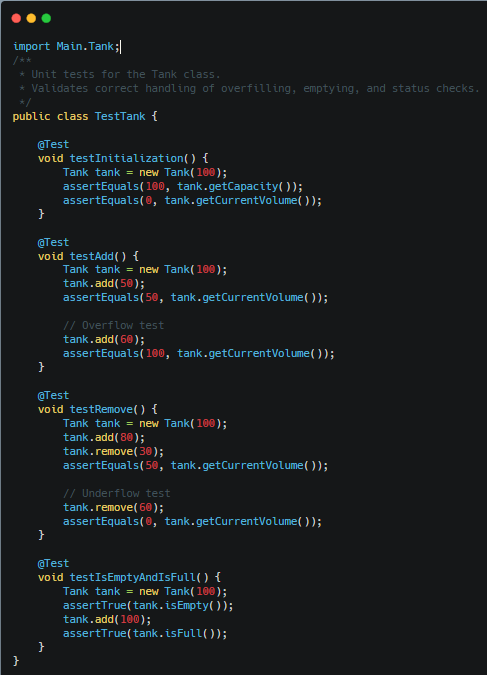 import Main.Tank;
/**
 * Unit tests for the Tank class.
 * Validates correct handling of overfilling, emptying, and status checks.
 */
public class TestTank {

    @Test
    void testInitialization() {
        Tank tank = new Tank(100);
        assertEquals(100, tank.getCapacity());
        assertEquals(0, tank.getCurrentVolume());
    }

    @Test
    void testAdd() {
        Tank tank = new Tank(100);
        tank.add(50);
        assertEquals(50, tank.getCurrentVolume());

        // Overflow test
        tank.add(60);
        assertEquals(100, tank.getCurrentVolume());
    }

    @Test
    void testRemove() {
        Tank tank = new Tank(100);
        tank.add(80);
        tank.remove(30);
        assertEquals(50, tank.getCurrentVolume());

        // Underflow test
        tank.remove(60);
        assertEquals(0, tank.getCurrentVolume());
    }

    @Test
    void testIsEmptyAndIsFull() {
        Tank tank = new Tank(100);
        assertTrue(tank.isEmpty());
        tank.add(100);
        assertTrue(tank.isFull());
    }
}